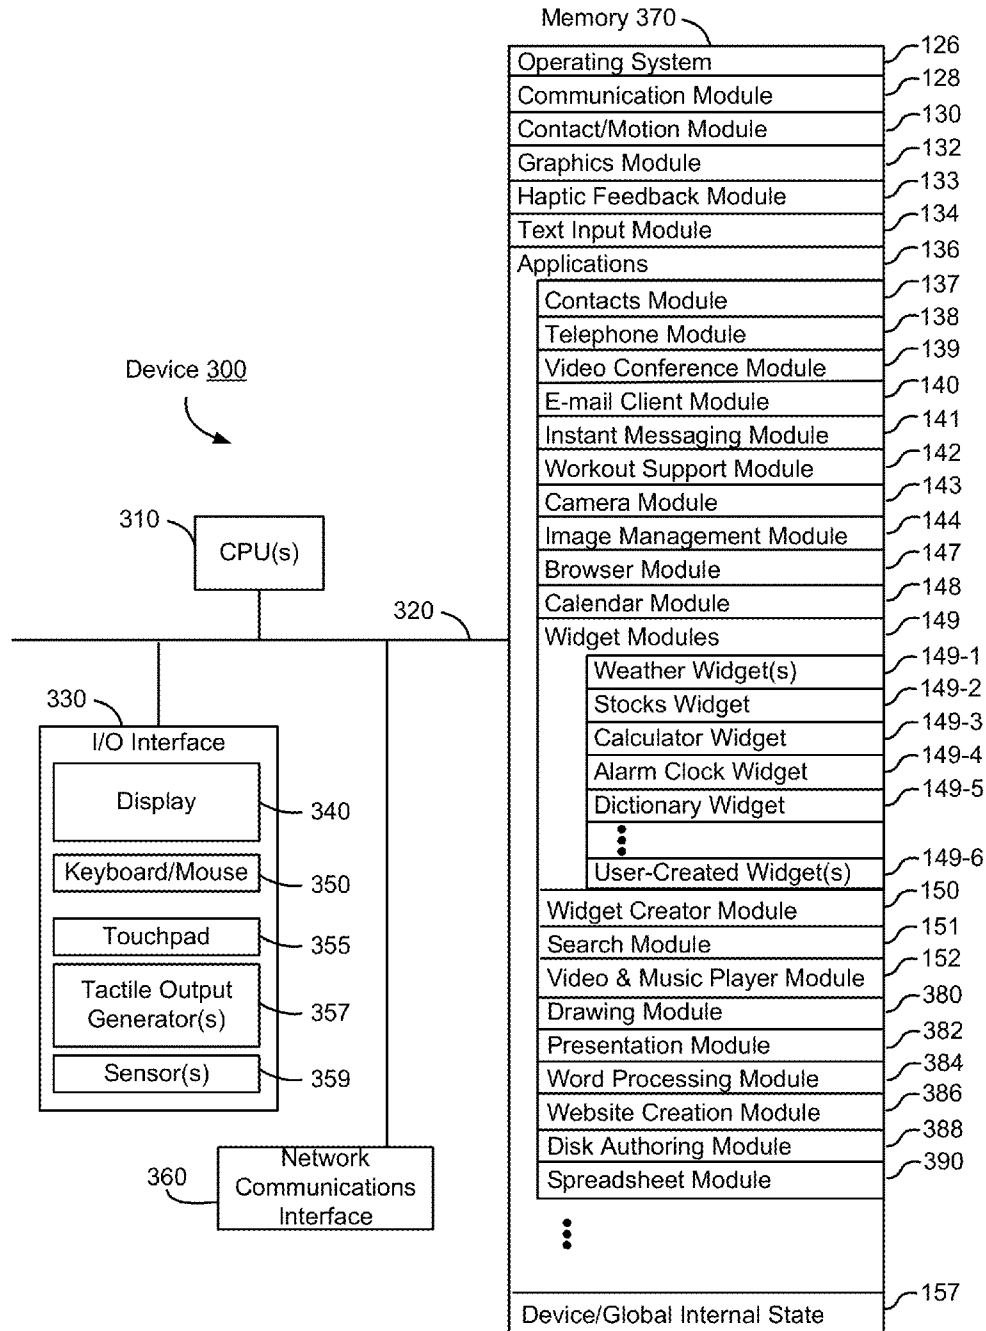 Memory 370
Operating System 126
Communication Module 128
Contact/Motion Module 130
Graphics Module 132
Haptic Feedback Module 133
Text Input Module 134
Applications 136
Contacts Module 137
Telephone Module 138
Video Conference Module 139
E-mail Client Module 140
Instant Messaging Module 141
Workout Support Module 142
Camera Module 143
Image Management Module 144
Browser Module 147
Calendar Module 148
Widget Modules 149
Weather Widget(s) 149-1
Stocks Widget 149-2
Calculator Widget 149-3
Alarm Clock Widget 149-4
Dictionary Widget 149-5
User-Created Widget(s) 149-6
Widget Creator Module 150
Search Module 151
Video & Music Player Module 152
Drawing Module 380
Presentation Module 382
Word Processing Module 384
Website Creation Module 386
Disk Authoring Module 388
Spreadsheet Module 390
Device/Global Internal State 157
Device 300
310
CPU(s)
320
330
I/O Interface
Display 340
Keyboard/Mouse 350
Touchpad 355
Tactile Output
Generator(s) 357
Sensor(s) 359
360
Network
Communications
Interface